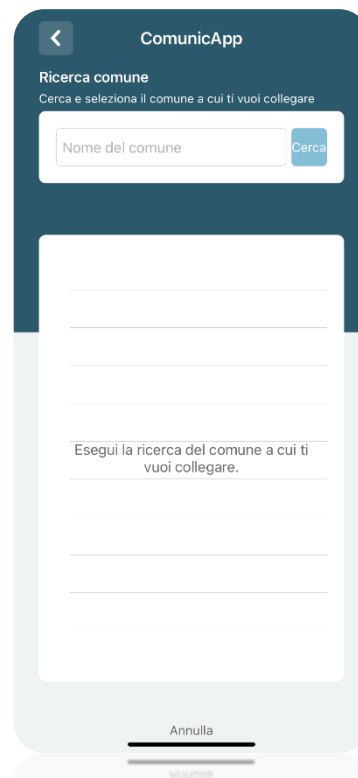 ComunicApp
Ricerca comune
Cerca e seleziona il comune a cui ti vuoi collegare
Nome del comune
Cerca
Esegui la ricerca del comune a cui ti
vuoi collegare.
Annulla